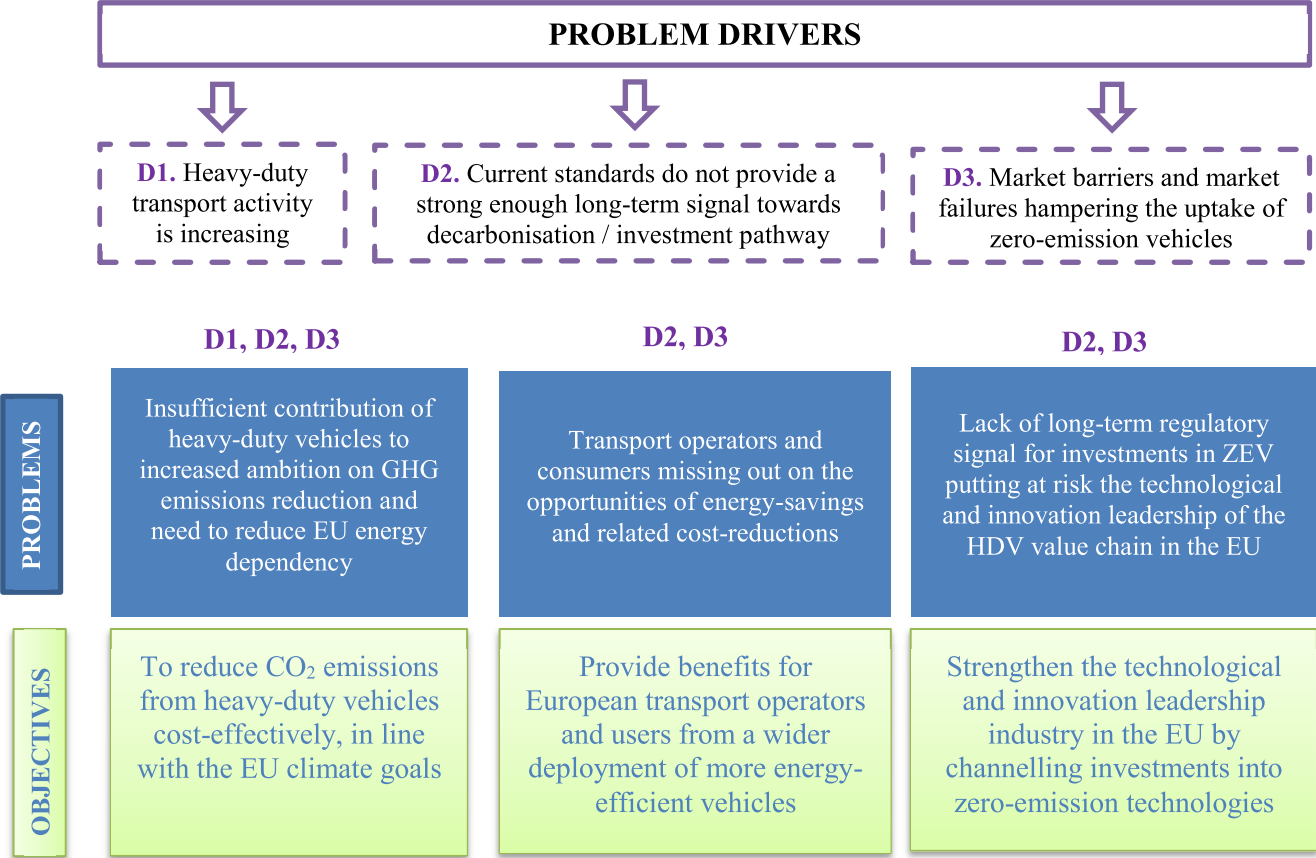 PROBLEM DRIVERS
D1. Heavy-duty
transport activity
is increasing
D2. Current standards do not provide a
strong enough long-term signal towards
decarbonisation / investment pathway
D3. Market barriers and market
failures hampering the uptake of
zero-emission vehicles
D1, D2, D3
D2, D3
D2, D3
PROBLEMS
Insufficient contribution of
heavy-duty vehicles to
increased ambition on GHG
emissions reduction and
need to reduce EU energy
dependency
Transport operators and
consumers missing out on the
opportunities of energy-savings
and related cost-reductions
Lack of long-term regulatory
signal for investments in ZEV
putting at risk the technological
and innovation leadership of the
HDV value chain in the EU
OBJECTIVES
To reduce CO₂ emissions
from heavy-duty vehicles
cost-effectively, in line
with the EU climate goals
Provide benefits for
European transport operators
and users from a wider
deployment of more energy-
efficient vehicles
Strengthen the technological
and innovation leadership
industry in the EU by
channelling investments into
zero-emission technologies